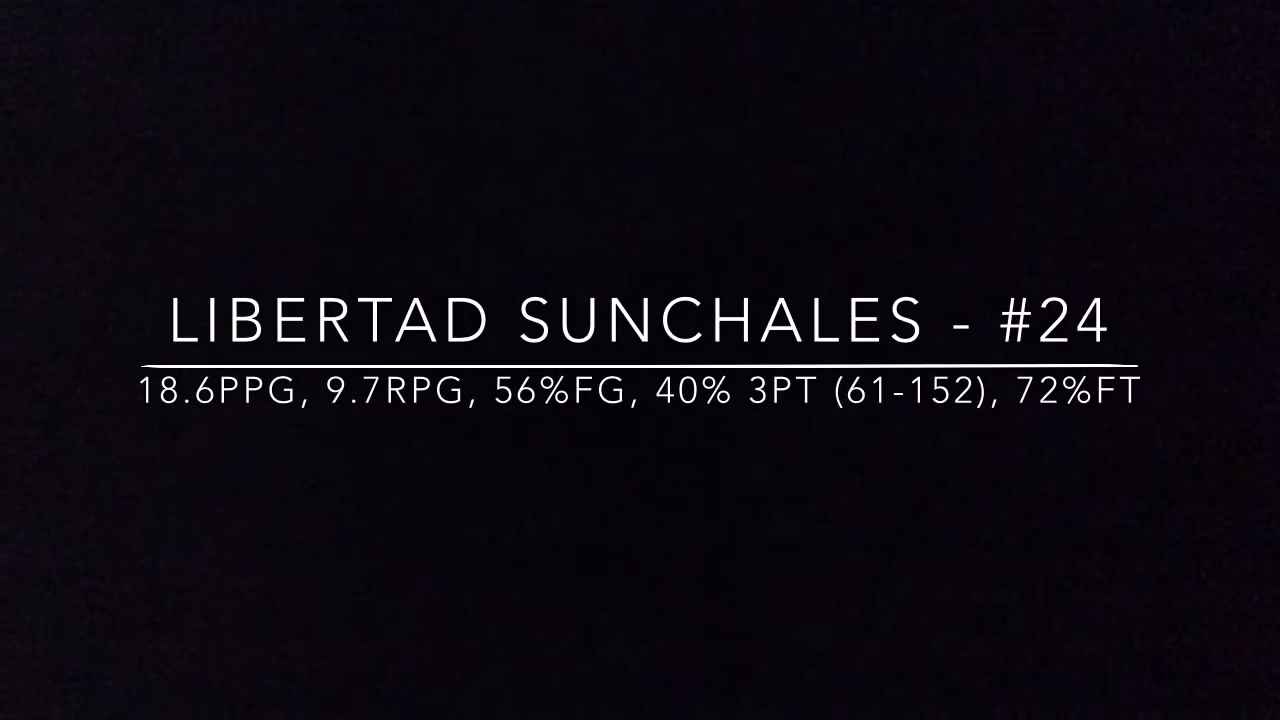 LIBERTAD SUNCHALES - #24
18.6PPG, 9.7RPG, 56%FG, 40% 3PT (61-152), 72%FT